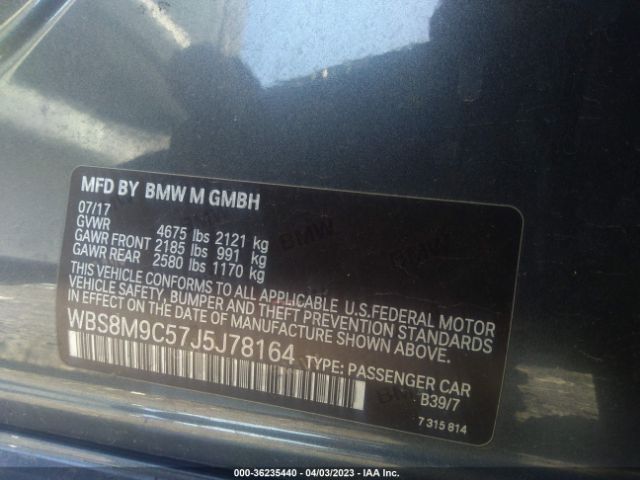 MFD BY BMW M GMBH
07/17
GVWR 4675 lbs 2121 kg
GAWR FRONT 2185 lbs 991 kg
GAWR REAR 2580 lbs 1170 kg
THIS VEHICLE CONFORMS TO ALL APPLICABLE U.S.FEDERAL MOTOR
VEHICLE SAFETY, BUMPER AND THEFT PREVENTION STANDARDS
IN EFFECT ON THE DATE OF MANUFACTURE SHOWN ABOVE.
WBS8M9C57J5J78164 TYPE: PASSENGER CAR
B39/7
7 315 814
BMW
BMW
BMW
000-36235440 - 04/03/2023 - IAA Inc.